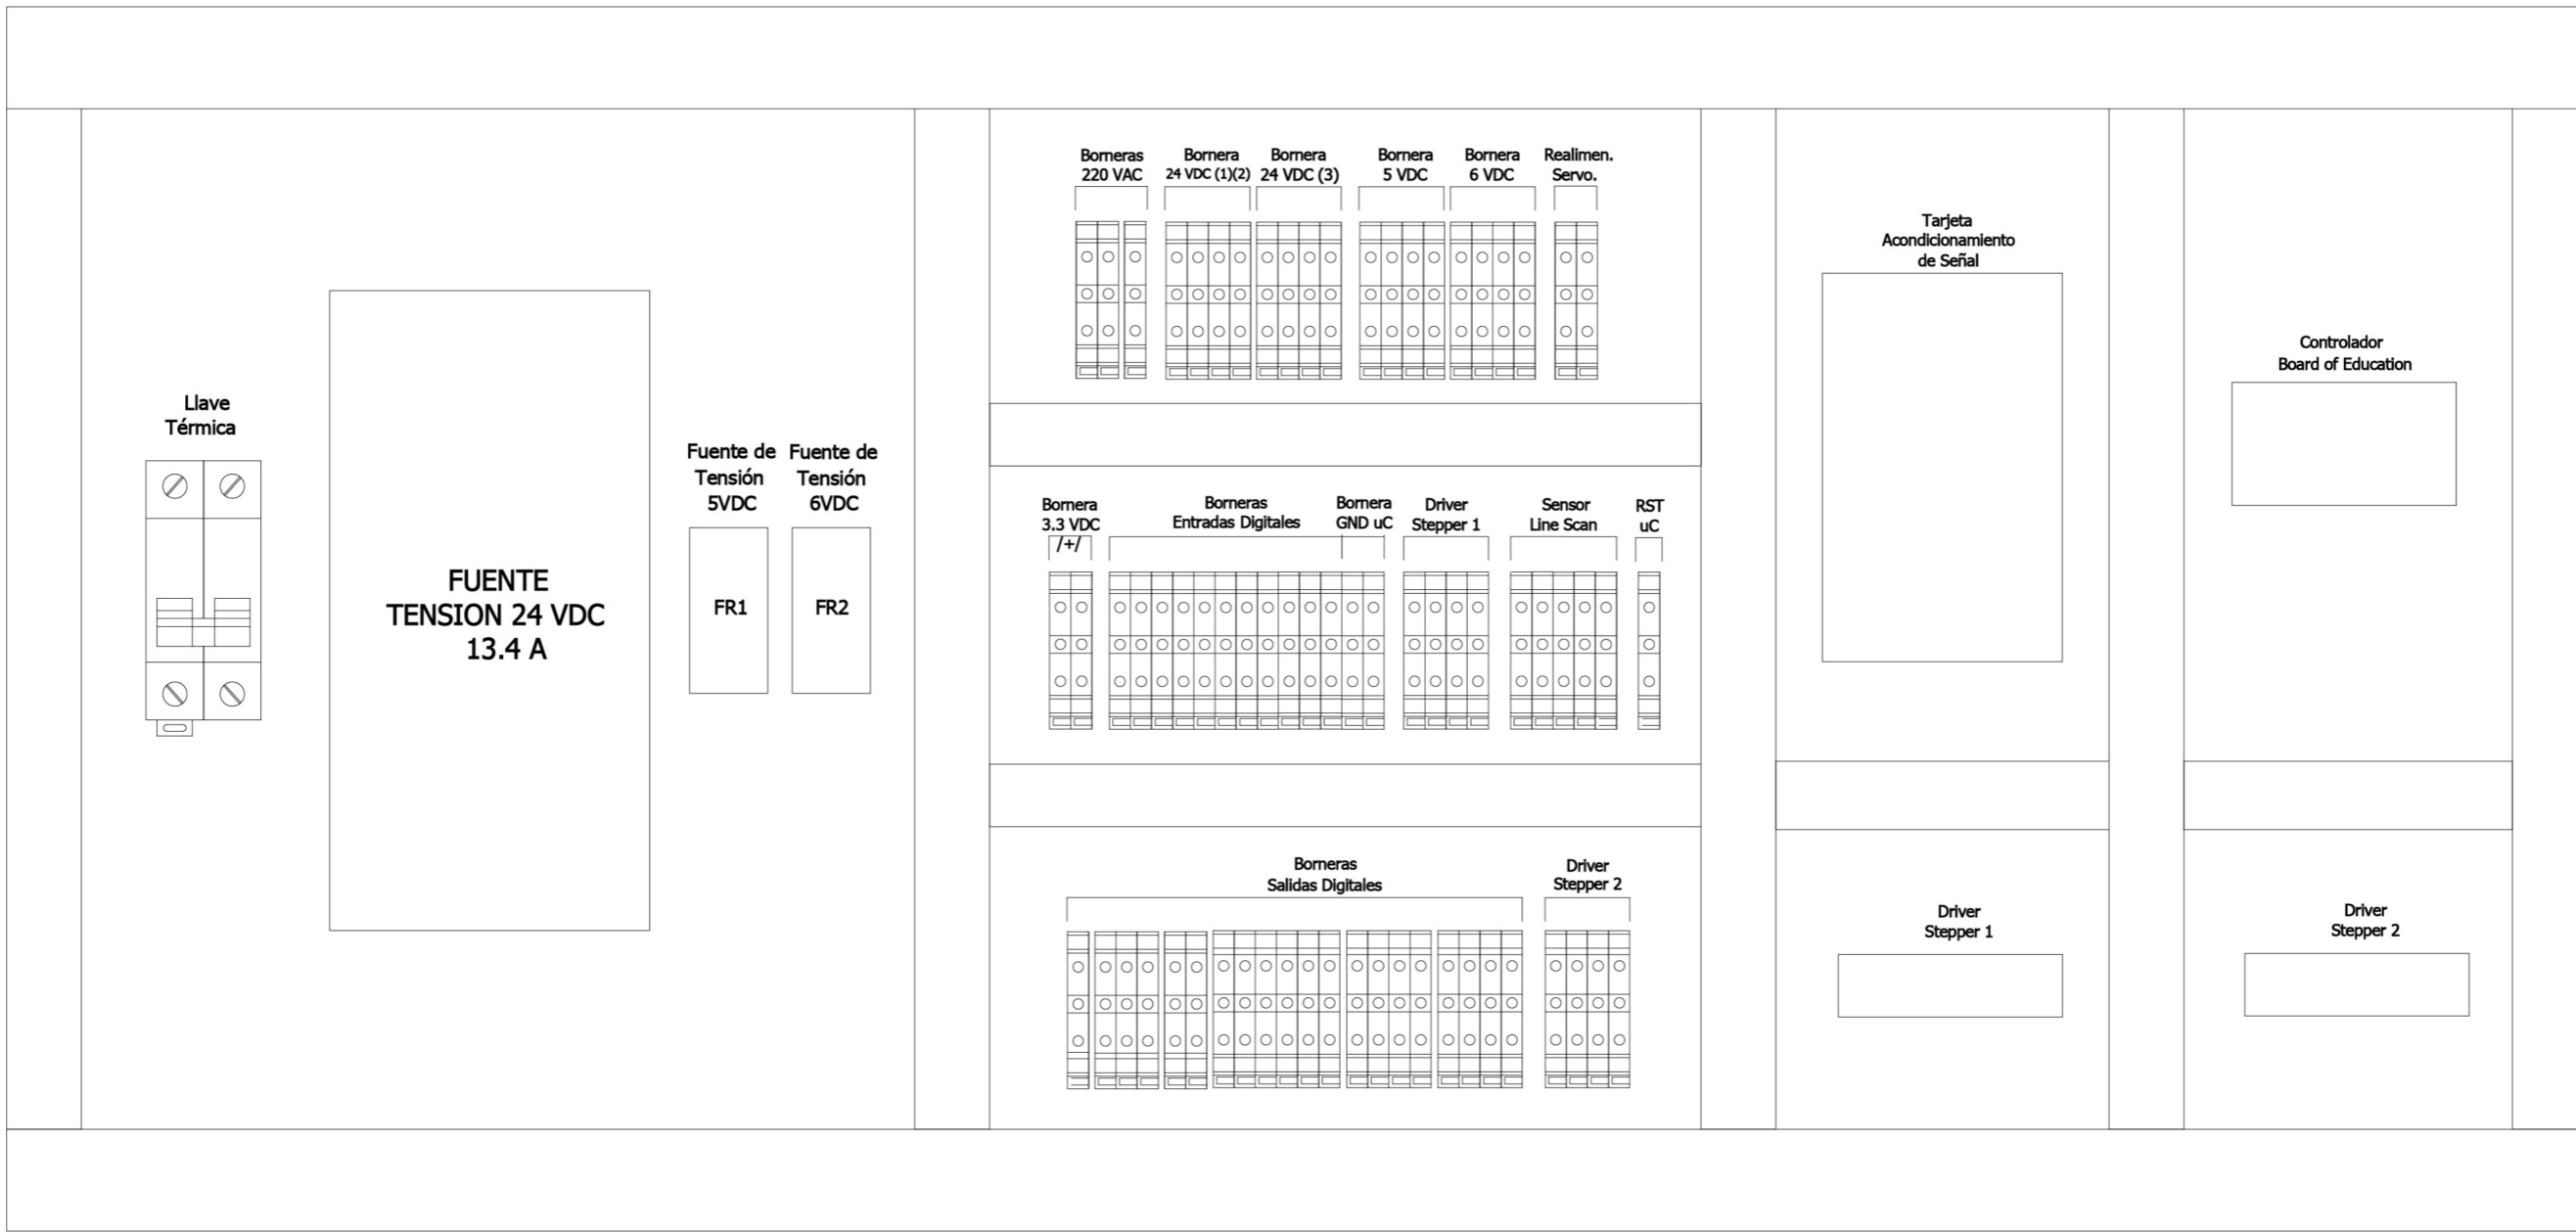 Llave
Térmica
FUENTE
TENSION 24 VDC
13.4 A
Fuente de
Tensión
5VDC
FR1
Fuente de
Tensión
6VDC
FR2
Borneras
220 VAC
Bornera
24 VDC (1)(2)
Bornera
24 VDC (3)
Bornera
5 VDC
Bornera
6 VDC
Realimen.
Servo.
Bornera
3.3 VDC
/+/
Borneras
Entradas Digitales
Bornera
GND uC
Driver
Stepper 1
Sensor
Line Scan
RST
uC
Borneras
Salidas Digitales
Driver
Stepper 2
Tarjeta
Acondicionamiento
de Señal
Driver
Stepper 1
Controlador
Board of Education
Driver
Stepper 2